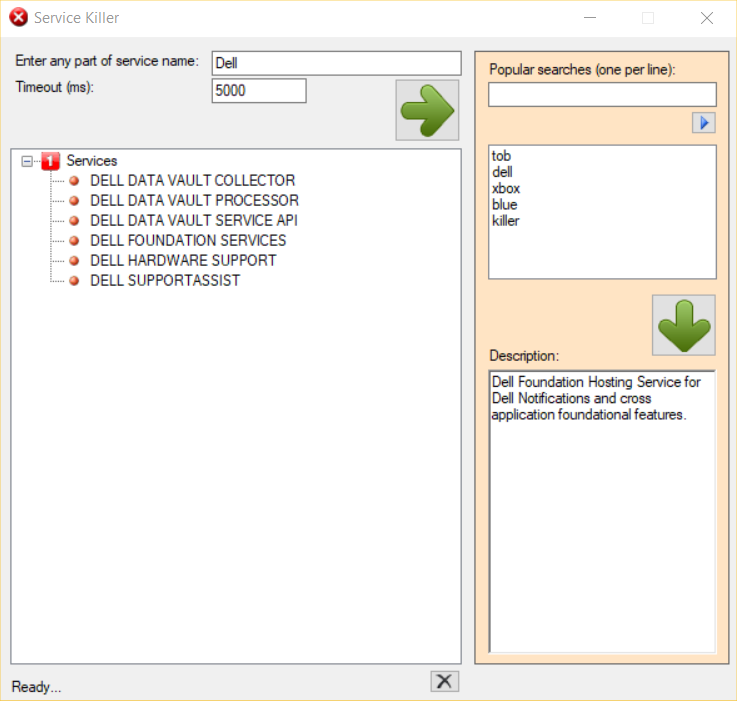 Service Killer
Enter any part of service name:
Dell
Timeout (ms):
5000
1 Services
DELL DATA VAULT COLLECTOR
DELL DATA VAULT PROCESSOR
DELL DATA VAULT SERVICE API
DELL FOUNDATION SERVICES
DELL HARDWARE SUPPORT
DELL SUPPORTASSIST
Ready...
Popular searches (one per line):
tob
dell
xbox
blue
killer
Description:
Dell Foundation Hosting Service for
Dell Notifications and cross
application foundational features.